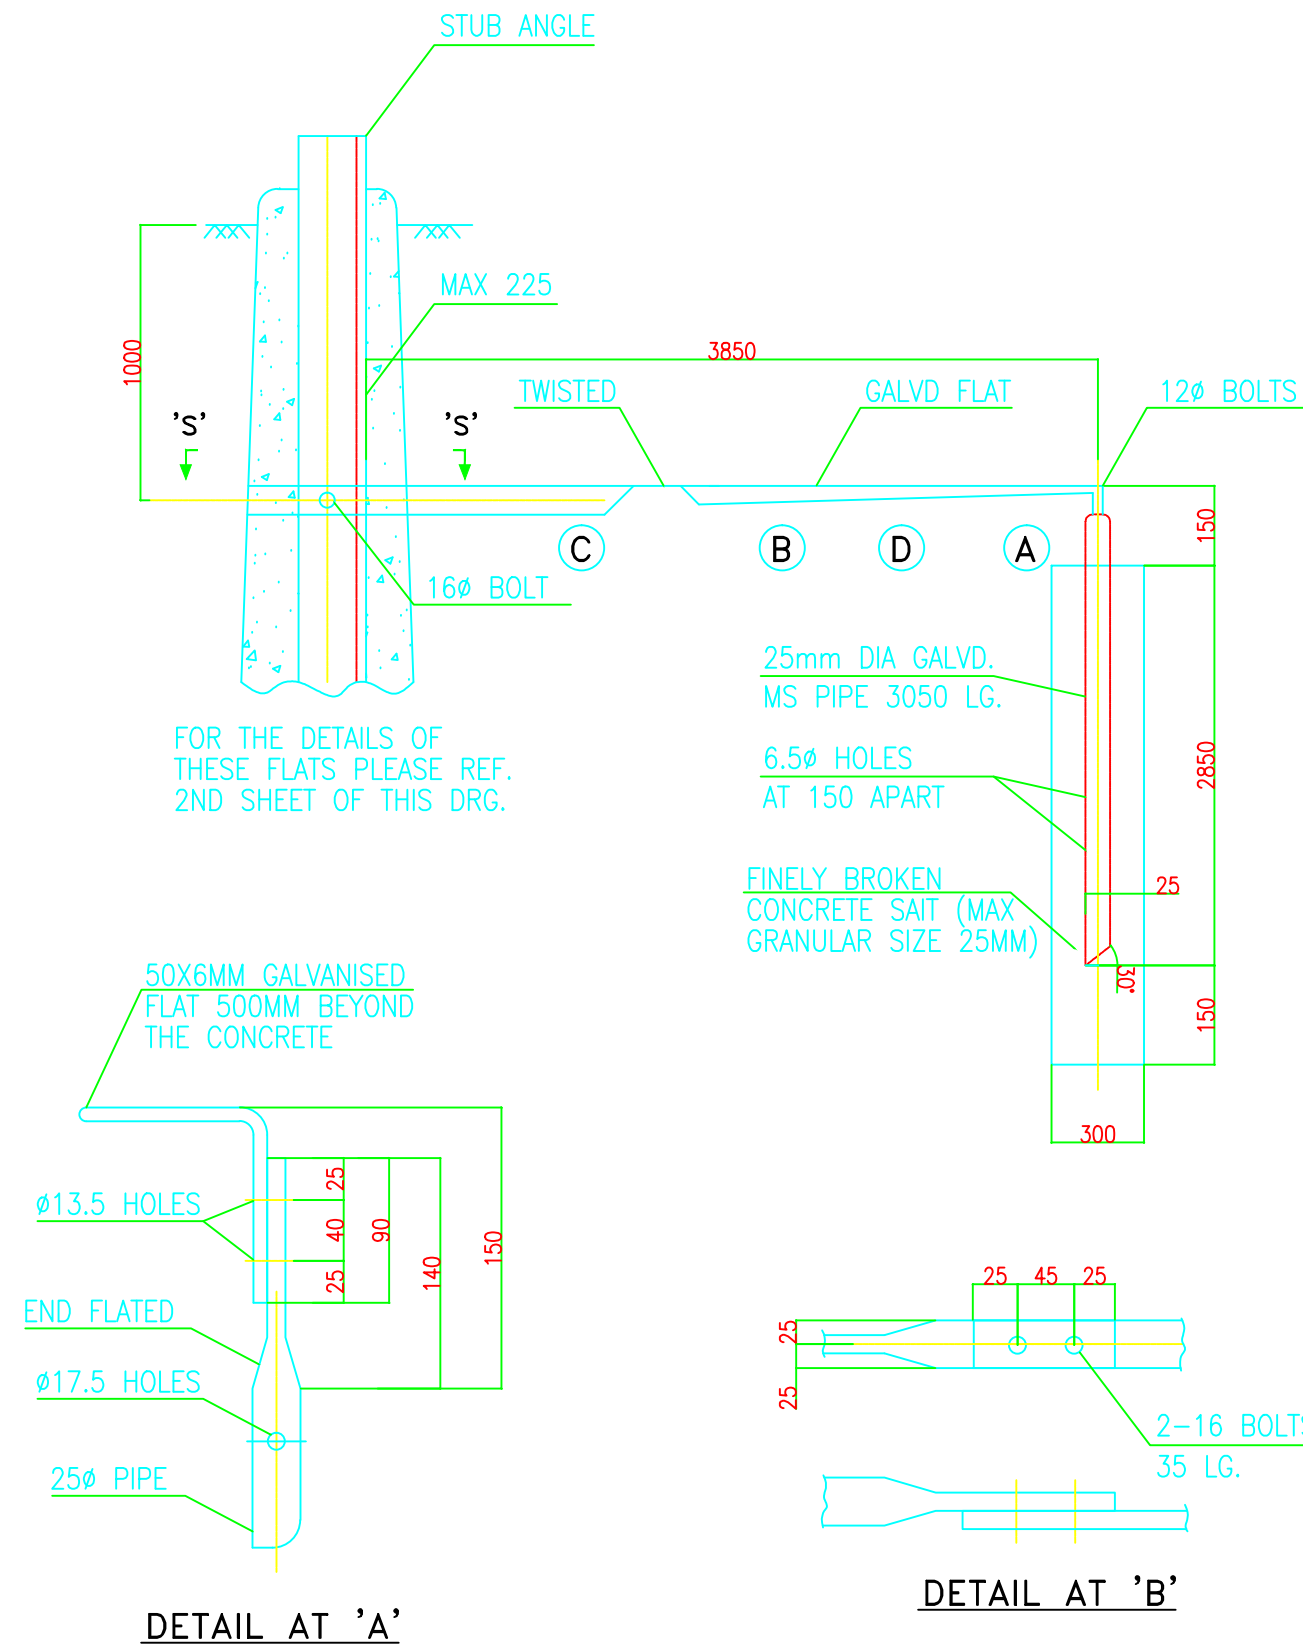 STUB ANGLE
MAX 225
1000
3850
'S'
'S'
TWISTED
GALVD FLAT
12ø BOLTS
150
C
B
D
A
16ø BOLT
25mm DIA GALVD.
MS PIPE 3050 LG.
6.5ø HOLES
AT 150 APART
2850
FOR THE DETAILS OF
THESE FLATS PLEASE REF.
2ND SHEET OF THIS DRG.
FINELY BROKEN
CONCRETE SAIT (MAX
GRANULAR SIZE 25MM)
25
30°
150
300
50X6MM GALVANISED
FLAT 500MM BEYOND
THE CONCRETE
ø13.5 HOLES
25
40
25
90
140
150
END FLATED
ø17.5 HOLES
25ø PIPE
DETAIL AT 'A'
25 45 25
25
25
2-16 BOLTS
35 LG.
DETAIL AT 'B'